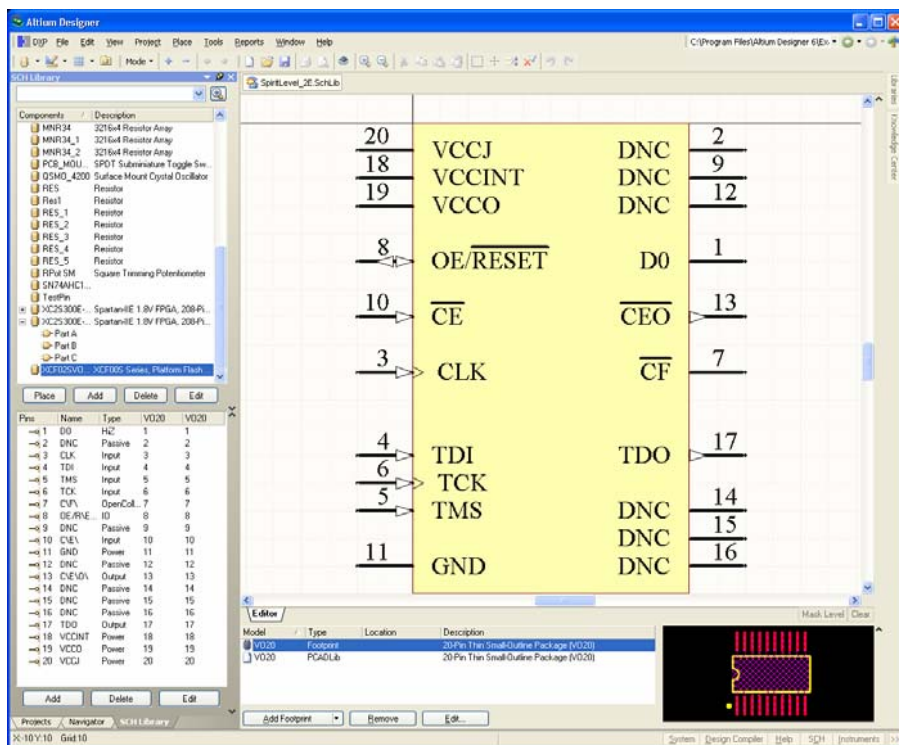 Altium Designer
DXP File Edit View Project Place Tools Reports Window Help
C:\Program Files\Altium Designer 6\Ex
Mode
SCH Library
SpiritLevel_2E.SchLib
Libraries
Knowledge Center
Components / Description
MNR34 3216x4 Resistor Array
MNR34_1 3216x4 Resistor Array
MNR34_2 3216x4 Resistor Array
PCB_MOU... SPDT Subminiature Toggle Sw...
QSMO_4200 Surface Mount Crystal Oscillator
RES Resistor
Res1 Resistor
RES_1 Resistor
RES_2 Resistor
RES_3 Resistor
RES_4 Resistor
RES_5 Resistor
RPot SM Square Trimming Potentiometer
SN74AHC1...
TestPin
XC2S300E-... Spartan-IIE 1.8V FPGA, 208-Pi...
XC2S300E-... Spartan-IIE 1.8V FPGA, 208-Pi...
Part A
Part B
Part C
XCF02SVO... XCF00S Series, Platform Flash...
Place Add Delete Edit
Pins Name Type VO20 VO20
1 D0 HiZ 1 1
2 DNC Passive 2 2
3 CLK Input 3 3
4 TDI Input 4 4
5 TMS Input 5 5
6 TCK Input 6 6
7 C\F\ OpenColl... 7 7
8 OE/R\E... IO 8 8
9 DNC Passive 9 9
10 C\E\ Input 10 10
11 GND Power 11 11
12 DNC Passive 12 12
13 C\E\O\ Output 13 13
14 DNC Passive 14 14
15 DNC Passive 15 15
16 DNC Passive 16 16
17 TDO Output 17 17
18 VCCINT Power 18 18
19 VCCO Power 19 19
20 VCCJ Power 20 20
Add Delete Edit
Projects Navigator SCH Library
X:-10 Y:10 Grid:10
20 VCCJ DNC 2
18 VCCINT DNC 9
19 VCCO DNC 12
8 OE/RESET D0 1
10 CE CEO 13
3 CLK CF 7
4 TDI TDO 17
6 TCK
5 TMS DNC 14
DNC 15
11 GND DNC 16
Editor
Mask Level Clear
Model / Type Location Description
VO20 Footprint 20-Pin Thin Small-Outline Package (VO20)
VO20 PCADLib 20-Pin Thin Small-Outline Package (VO20)
Add Footprint Remove Edit...
System Design Compiler Help SCH Instruments >>